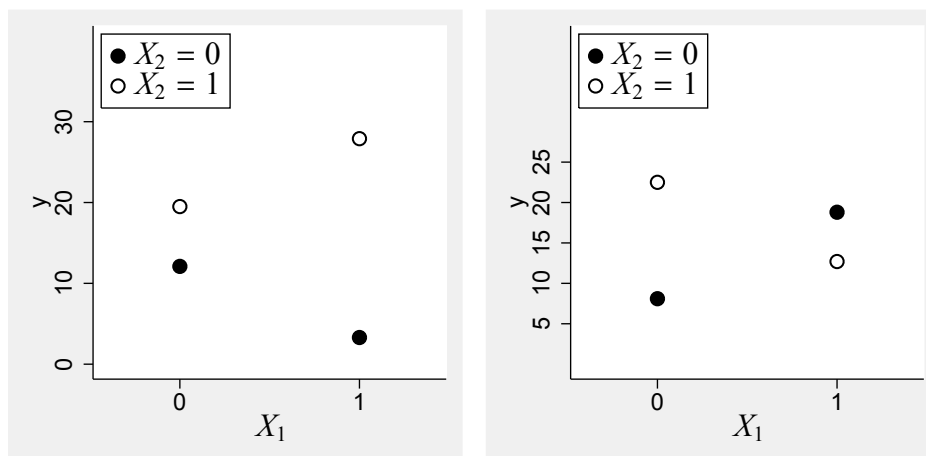 X₂ = 0
X₂ = 1
y
30
20
10
0
0 1
X₁
X₂ = 0
X₂ = 1
y
25
20
15
10
5
0 1
X₁